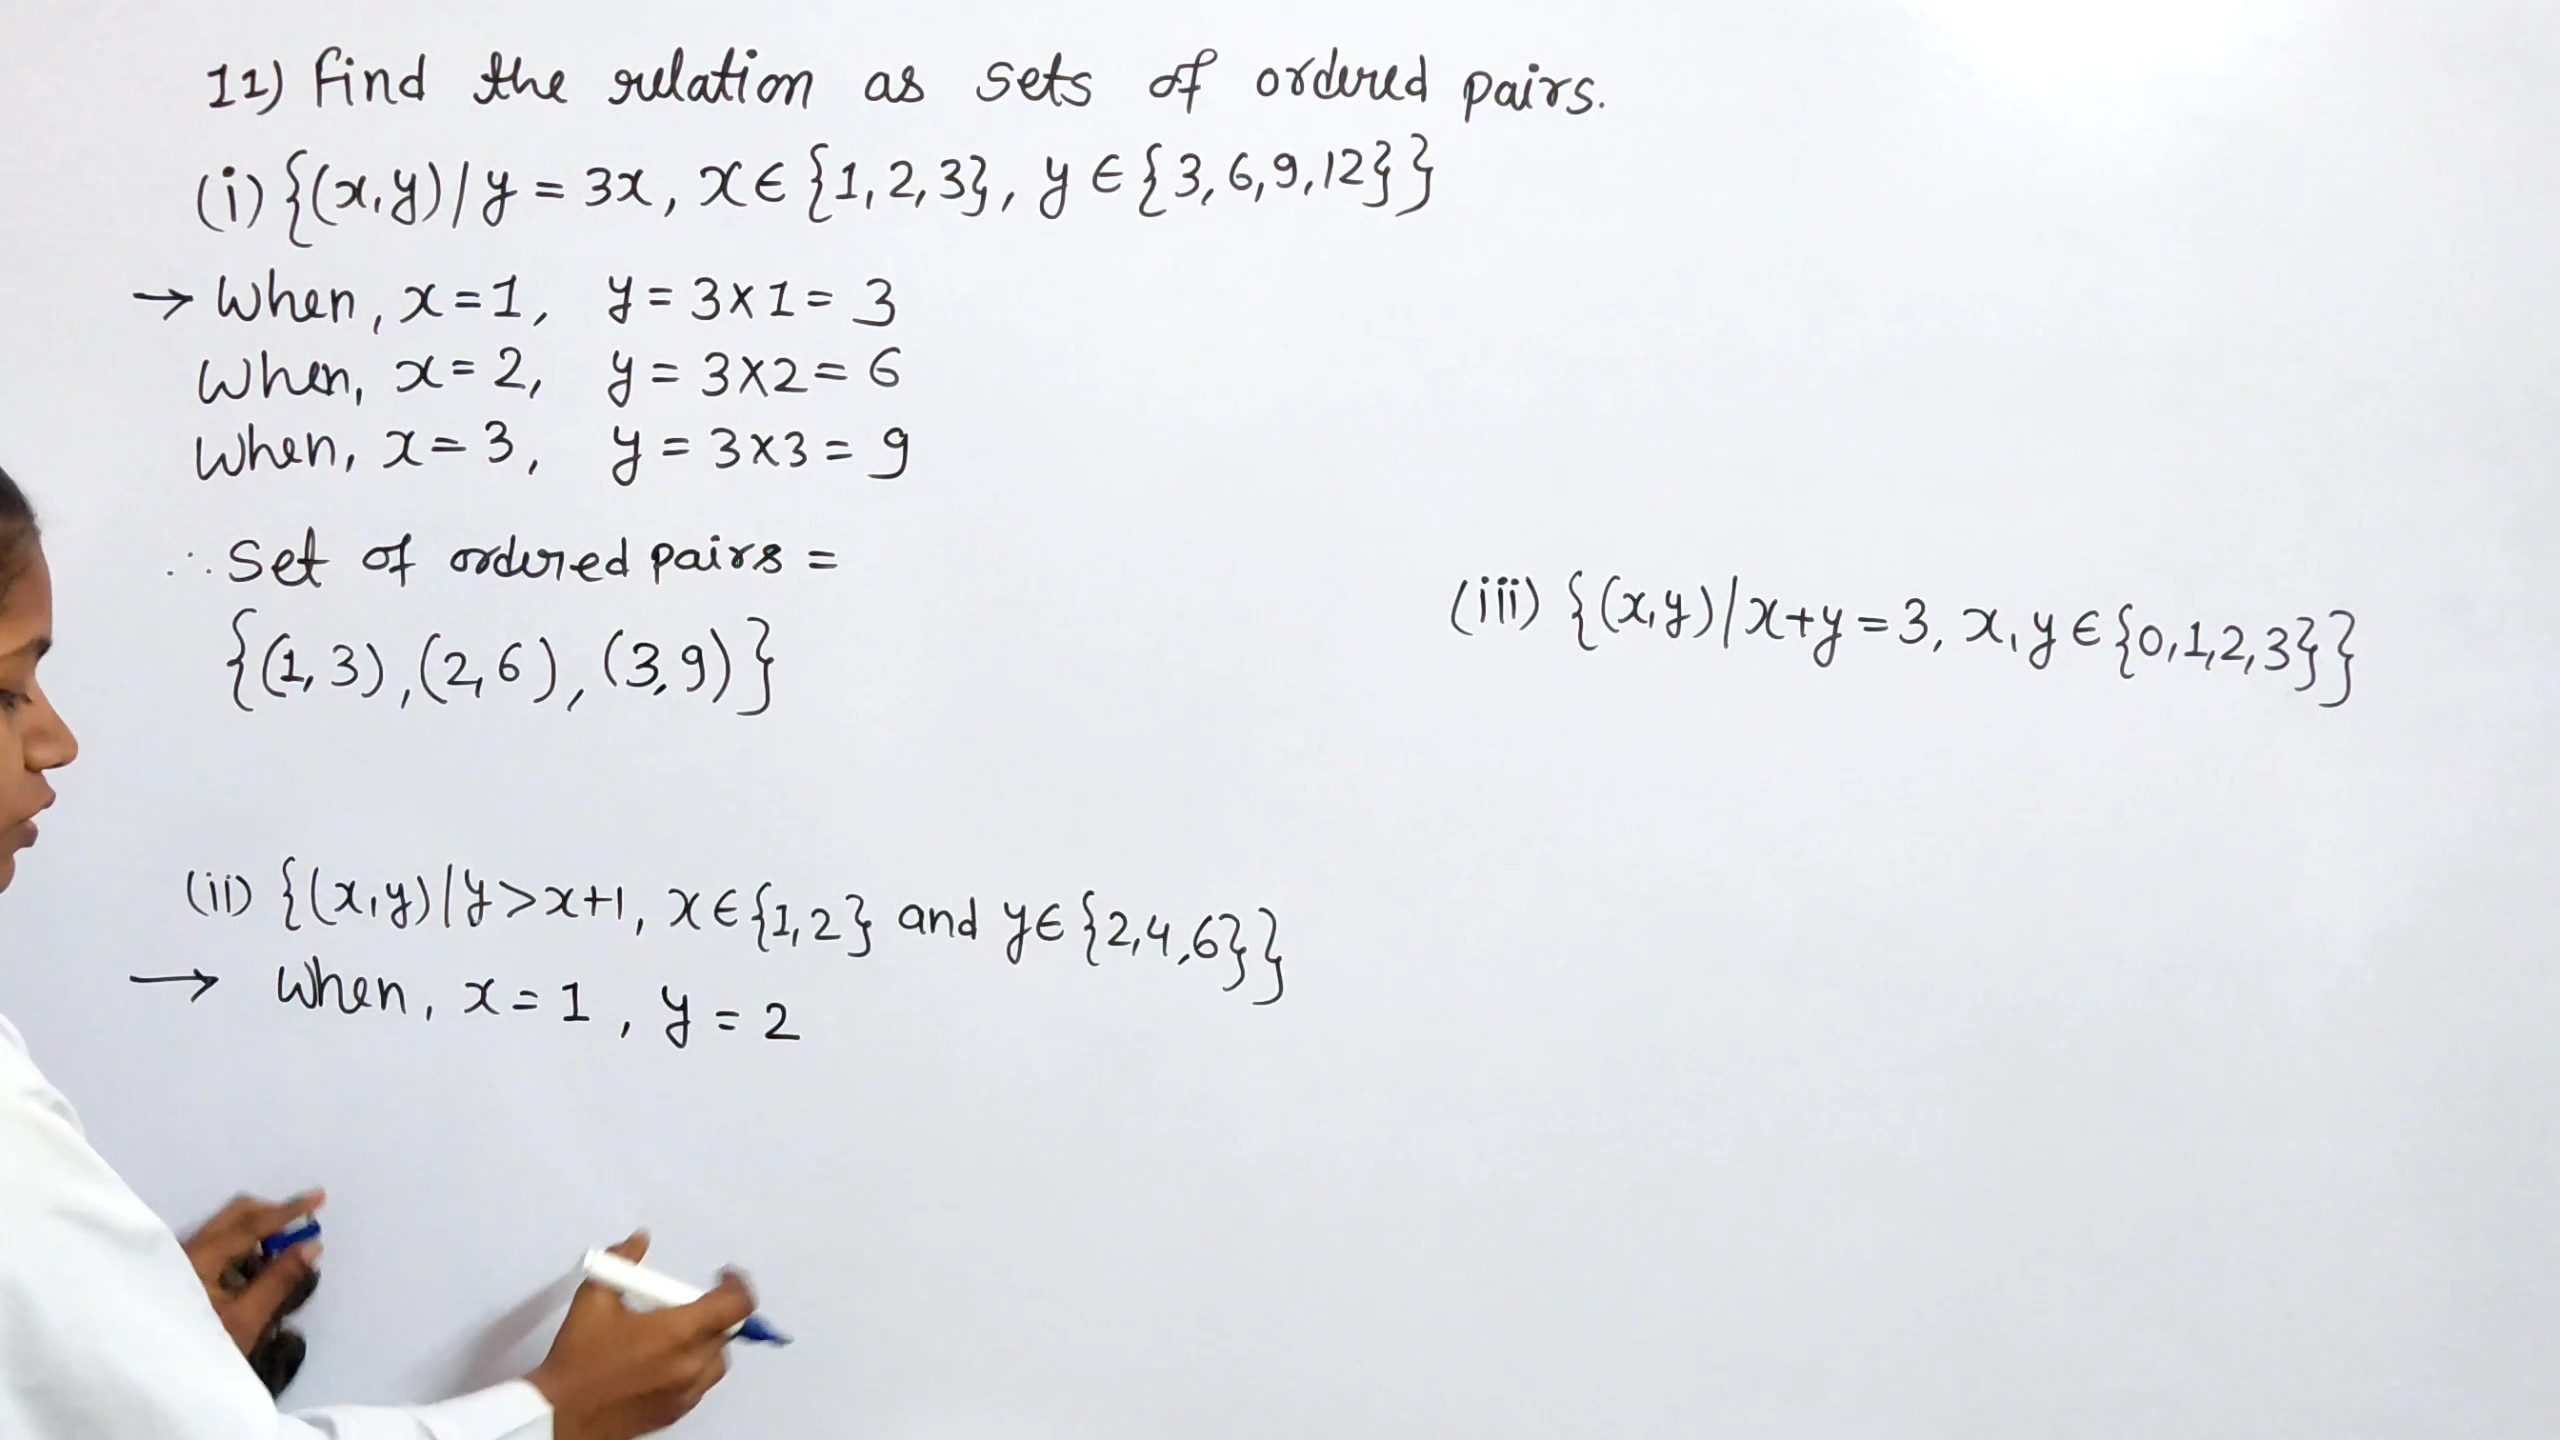 11) Find the relation as sets of ordered pairs.
(i) {(x,y)/y = 3x, x∈{1,2,3}, y∈{3,6,9,12}}
→ When, x=1, y = 3×1 = 3
When, x=2, y = 3×2 = 6
When, x=3, y = 3×3 = 9
∴ Set of ordered pairs =
{(1,3),(2,6),(3,9)}
(ii) {(x,y)/y>x+1, x∈{1,2} and y∈{2,4,6}}
→ When, x=1, y = 2
(iii) {(x,y)/x+y=3, x,y∈{0,1,2,3}}